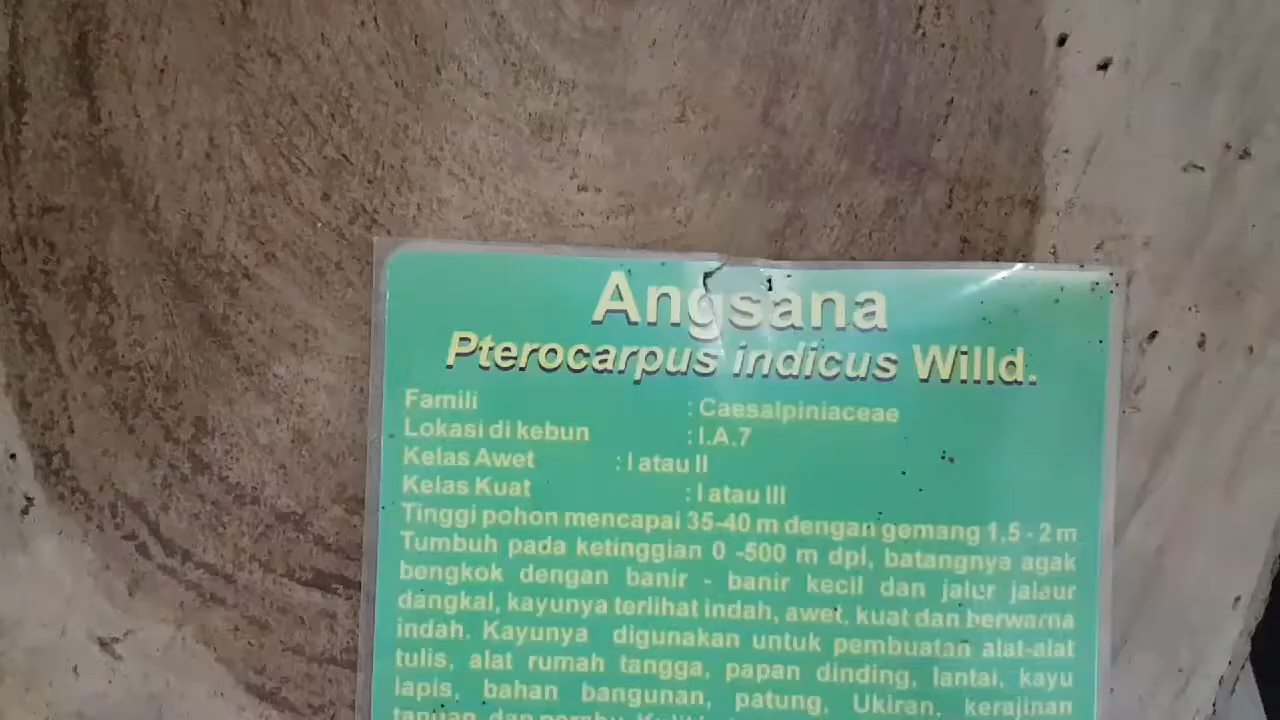 Angsana
Pterocarpus indicus Willd.
Famili : Caesalpiniaceae
Lokasi di kebun : I.A.7
Kelas Awet : I atau II
Kelas Kuat : I atau III
Tinggi pohon mencapai 35-40 m dengan gemang 1,5 - 2 m
Tumbuh pada ketinggian 0 -500 m dpl, batangnya agak
bengkok dengan banir - banir kecil dan jalur jalaur
dangkal, kayunya terlihat indah, awet, kuat dan berwarna
indah. Kayunya digunakan untuk pembuatan alat-alat
tulis, alat rumah tangga, papan dinding, lantai, kayu
lapis, bahan bangunan, patung, Ukiran, kerajinan